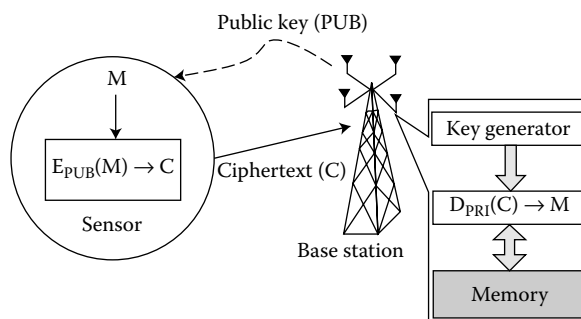 Public key (PUB)
M
E_PUB(M) → C
Sensor
Ciphertext (C)
Base station
Key generator
D_PRI(C) → M
Memory